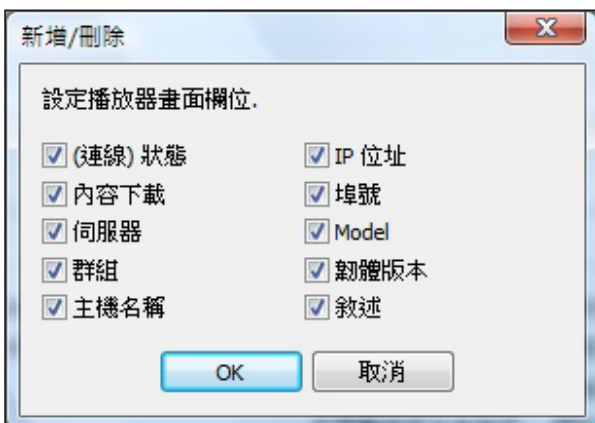 新增/刪除
設定播放器畫面欄位.
(連線) 狀態
IP 位址
內容下載
埠號
伺服器
Model
群組
韌體版本
主機名稱
敘述
OK
取消